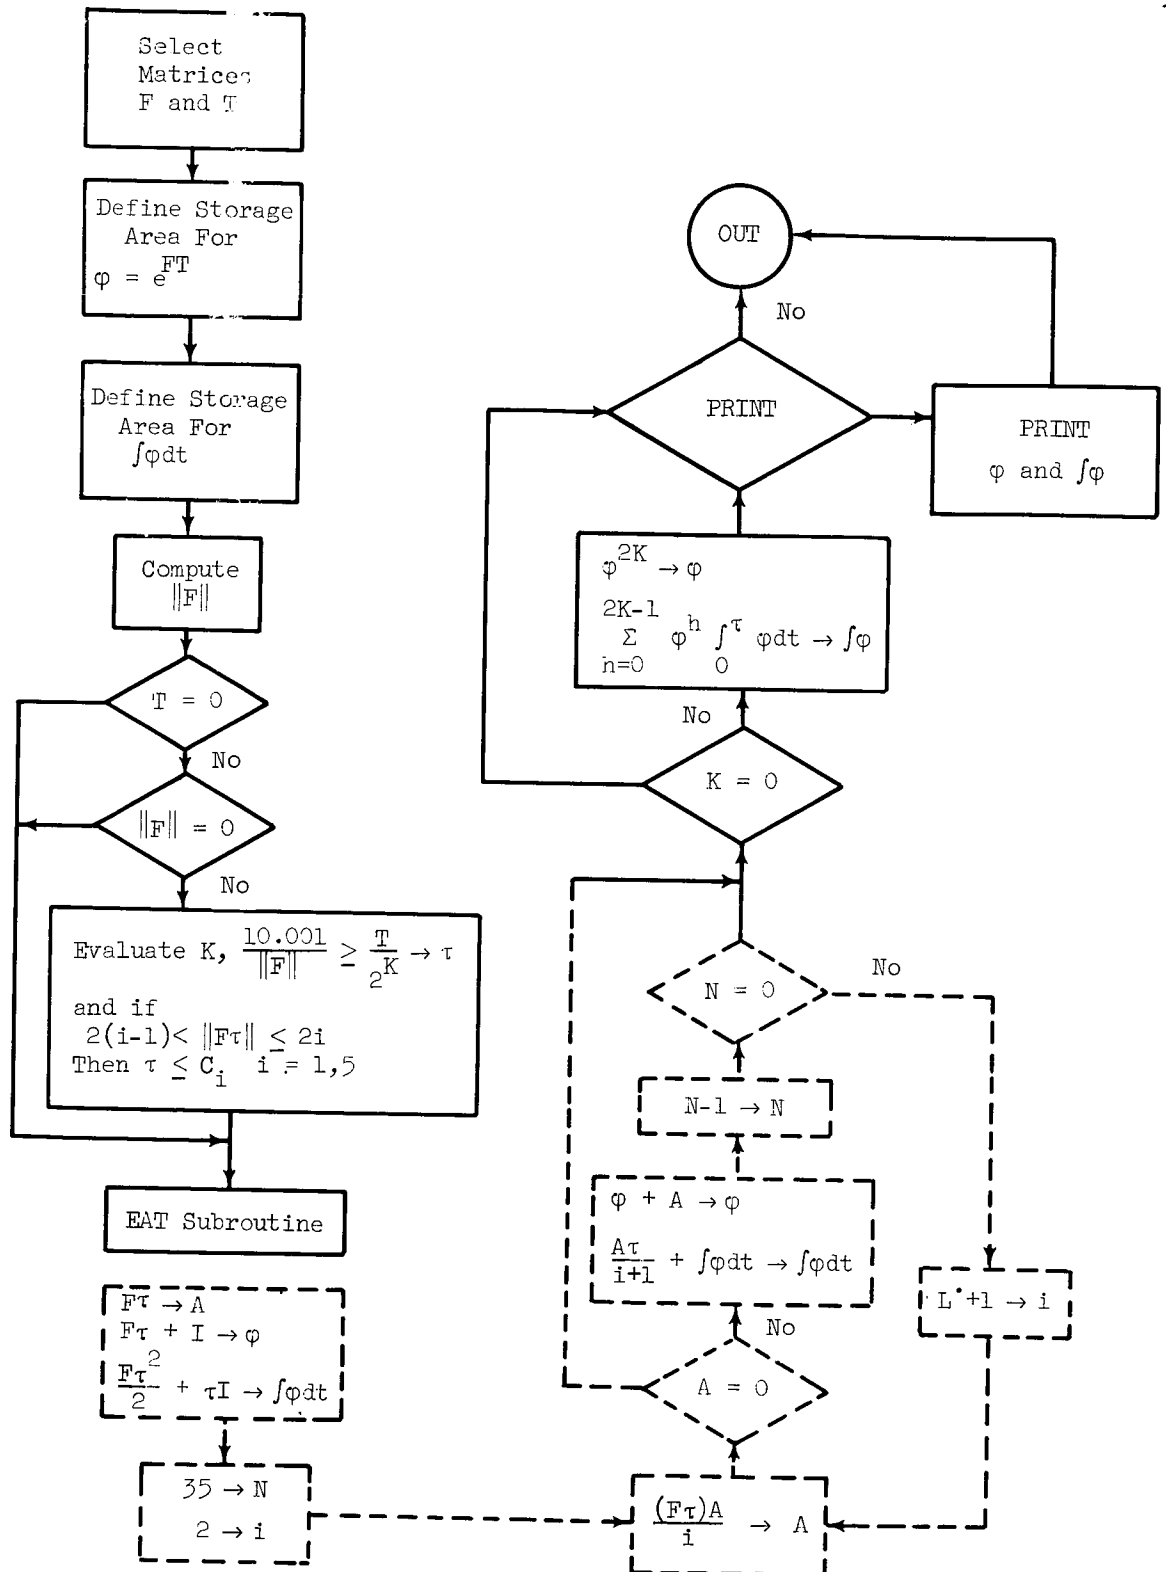 Select
Matrices
F and T
Define Storage
Area For
φ = e^FT
Define Storage
Area For
∫φdt
Compute
||F||
T = 0
No
||F|| = 0
No
Evaluate K, 10.001/||F|| ≥ T/2^K → τ
and if
2(i-1)< ||Fτ|| ≤ 2i
Then τ ≤ C_i i = 1,5
EAT Subroutine
Fτ → A
Fτ + I → φ
Fτ^2/2 + τI → ∫φdt
35 → N
2 → i
OUT
No
PRINT
PRINT
φ and ∫φ
φ^2K → φ
2K-1
Σ φ^n ∫^τ φdt → ∫φ
n=0 0
No
K = 0
No
N = 0
N-1 → N
φ + A → φ
Aτ/i+1 + ∫φdt → ∫φdt
No
A = 0
L+1 → i
(Fτ)A/i → A